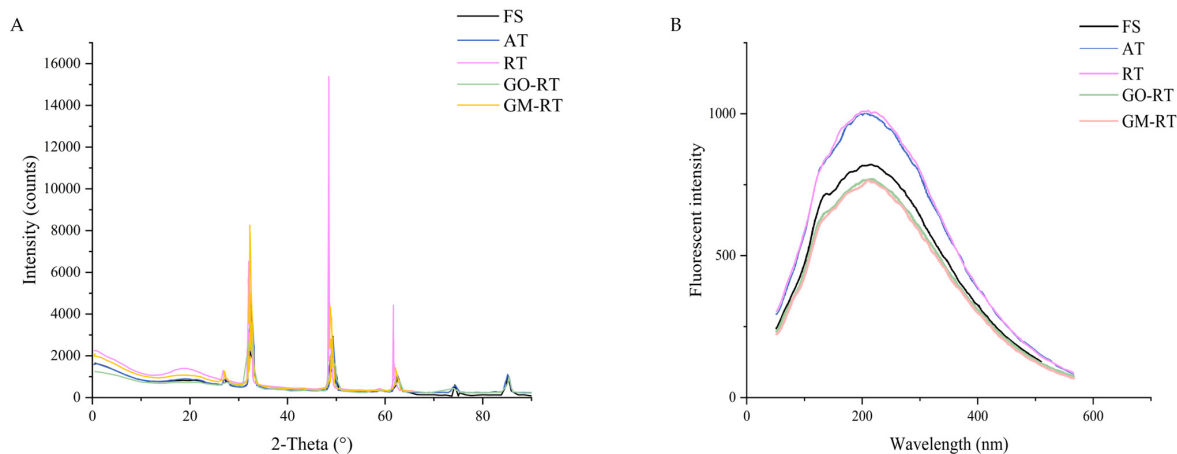 A
FS
AT
RT
GO-RT
GM-RT
16000
14000
12000
10000
8000
6000
4000
2000
0
Intensity (counts)
0 20 40 60 80
2-Theta (°)
B
FS
AT
RT
GO-RT
GM-RT
1000
500
0
Fluorescent intensity
0 200 400 600
Wavelength (nm)